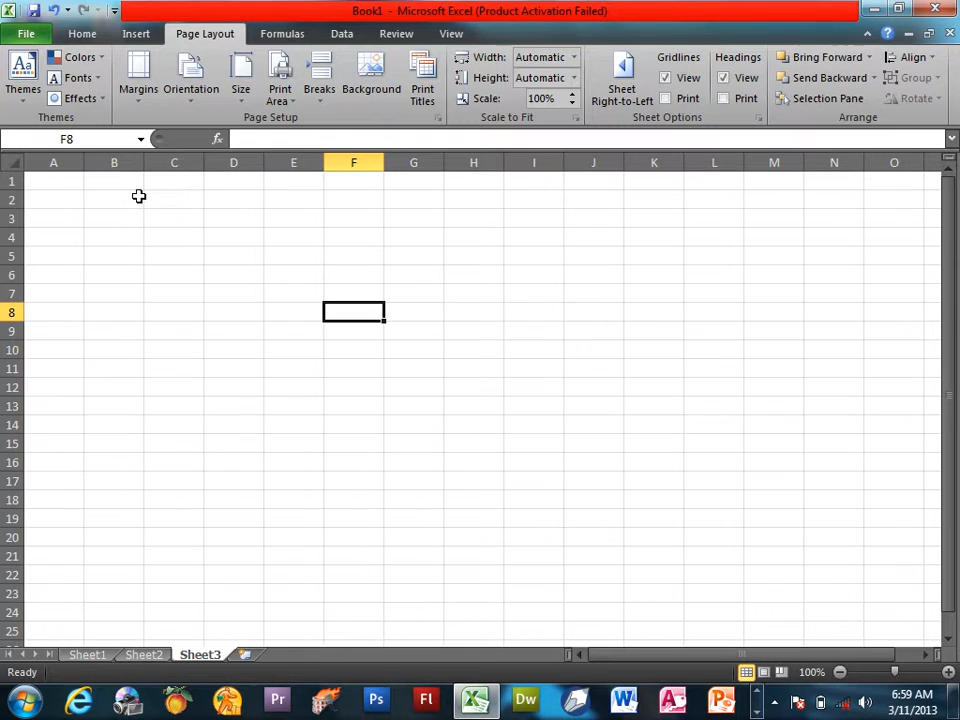 Book1 - Microsoft Excel (Product Activation Failed)
File Home Insert Page Layout Formulas Data Review View
Themes Colors Fonts Effects
Margins Orientation Size Print Area Breaks Background Print Titles
Width: Automatic
Height: Automatic
Scale: 100%
Sheet Right-to-Left
Gridlines Headings
View View
Print Print
Bring Forward Align
Send Backward Group
Selection Pane Rotate
Themes Page Setup Scale to Fit Sheet Options Arrange
F8 fx
A B C D E F G H I J K L M N O
1
2
3
4
5
6
7
8
9
10
11
12
13
14
15
16
17
18
19
20
21
22
23
24
25
Sheet1 Sheet2 Sheet3
Ready 100%
Pr Ps Fl Dw
6:59 AM
3/11/2013